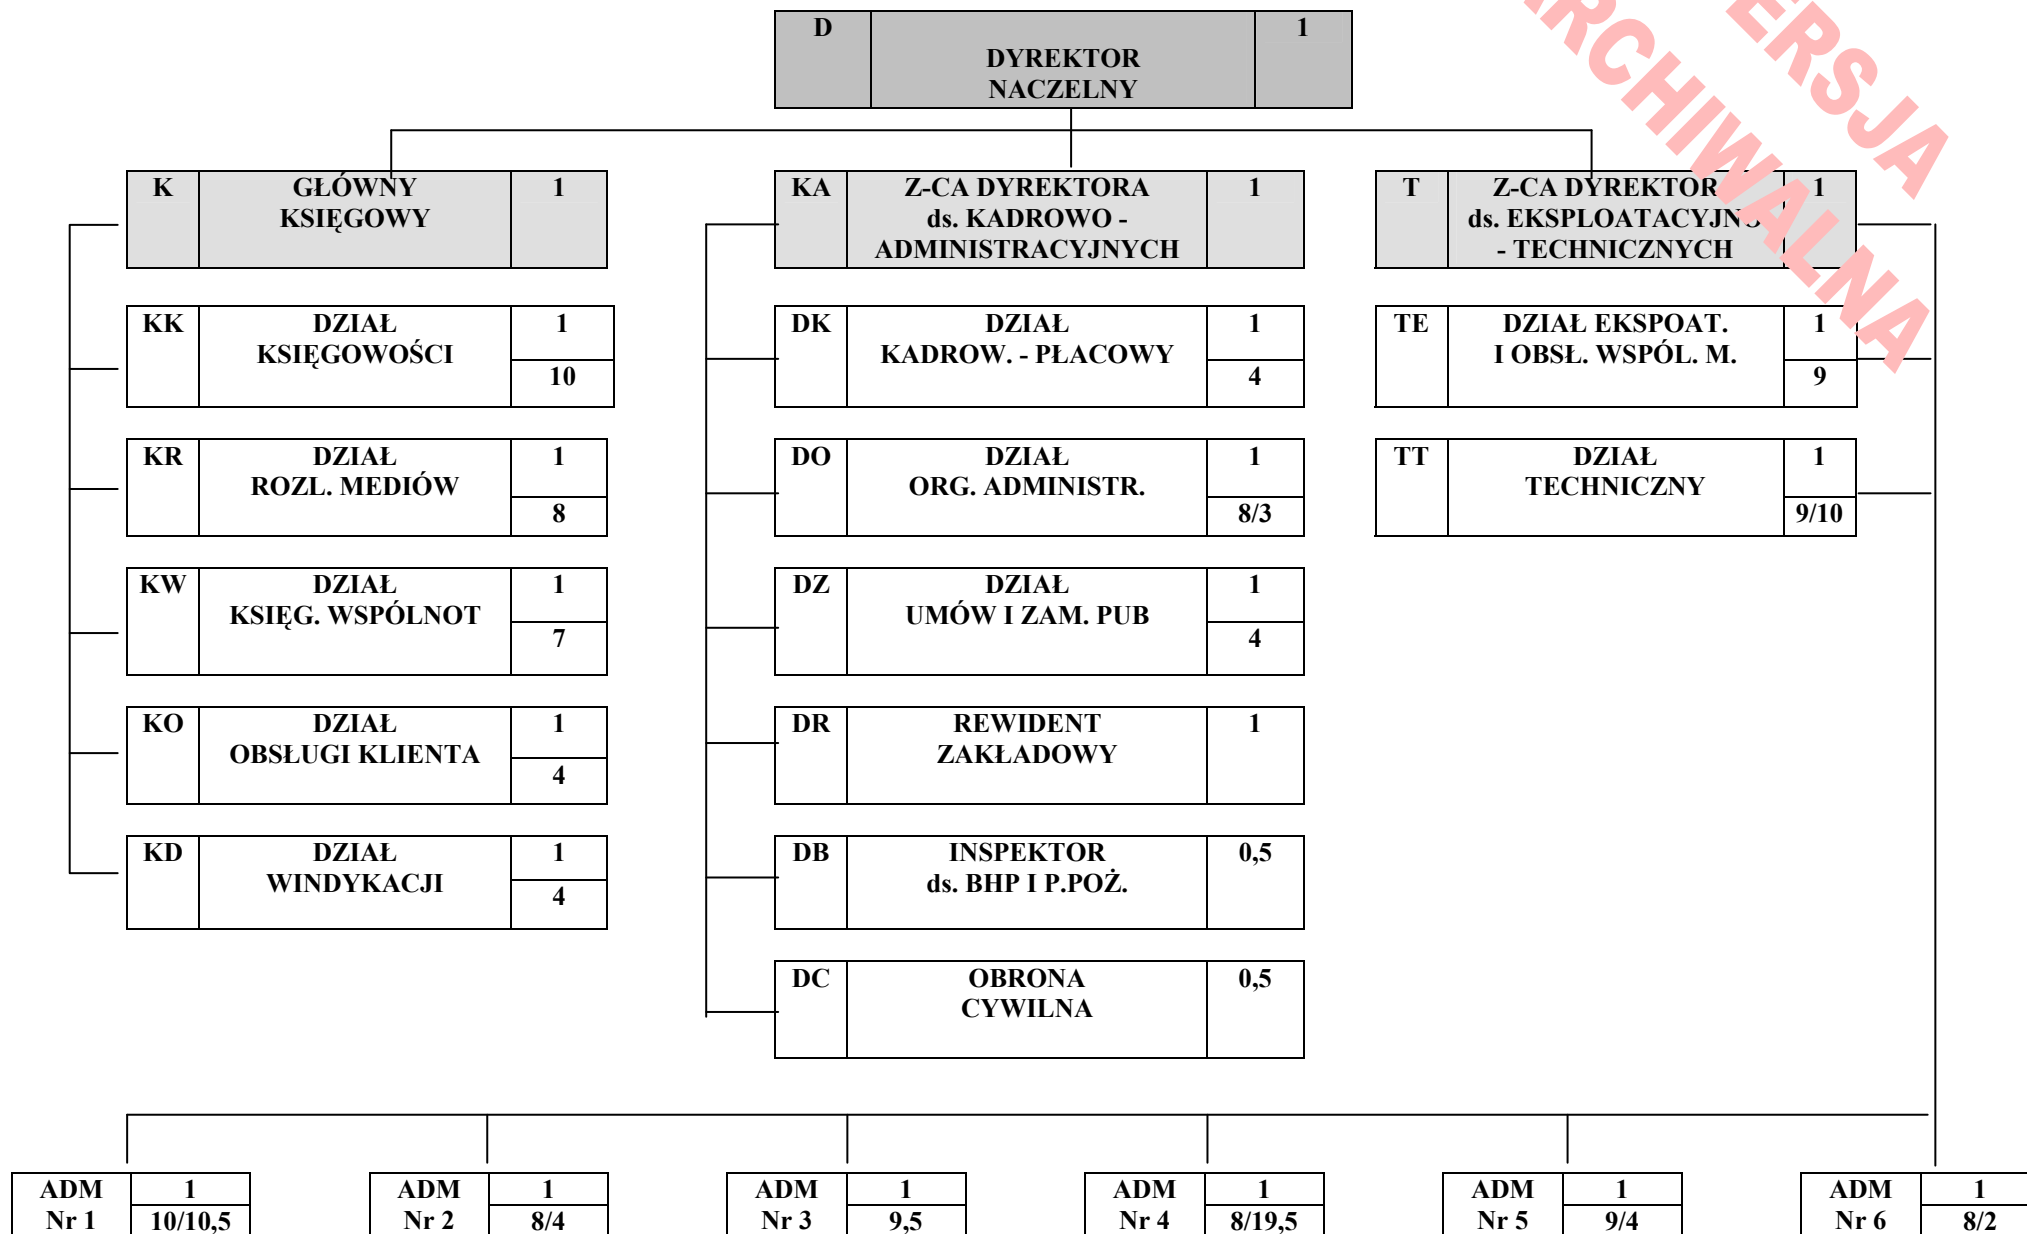 D 1
DYREKTOR
NACZELNY
K GŁÓWNY 1
KSIĘGOWY
KA Z-CA DYREKTORA 1
ds. KADROWO -
ADMINISTRACYJNYCH
T Z-CA DYREKTORA 1
ds. EKSPLOATACYJNO
- TECHNICZNYCH
KK DZIAŁ 1
KSIĘGOWOŚCI
10
DK DZIAŁ 1
KADROW. - PŁACOWY
4
TE DZIAŁ EKSPOAT. 1
I OBSŁ. WSPÓL. M.
9
KR DZIAŁ 1
ROZL. MEDIÓW
8
DO DZIAŁ 1
ORG. ADMINISTR.
8/3
TT DZIAŁ 1
TECHNICZNY
9/10
KW DZIAŁ 1
KSIĘG. WSPÓLNOT
7
DZ DZIAŁ 1
UMÓW I ZAM. PUB
4
KO DZIAŁ 1
OBSŁUGI KLIENTA
4
DR REWIDENT 1
ZAKŁADOWY
KD DZIAŁ 1
WINDYKACJI
4
DB INSPEKTOR 0,5
ds. BHP I P.POŻ.
DC OBRONA 0,5
CYWILNA
ADM 1
Nr 1 10/10,5
ADM 1
Nr 2 8/4
ADM 1
Nr 3 9,5
ADM 1
Nr 4 8/19,5
ADM 1
Nr 5 9/4
ADM 1
Nr 6 8/2